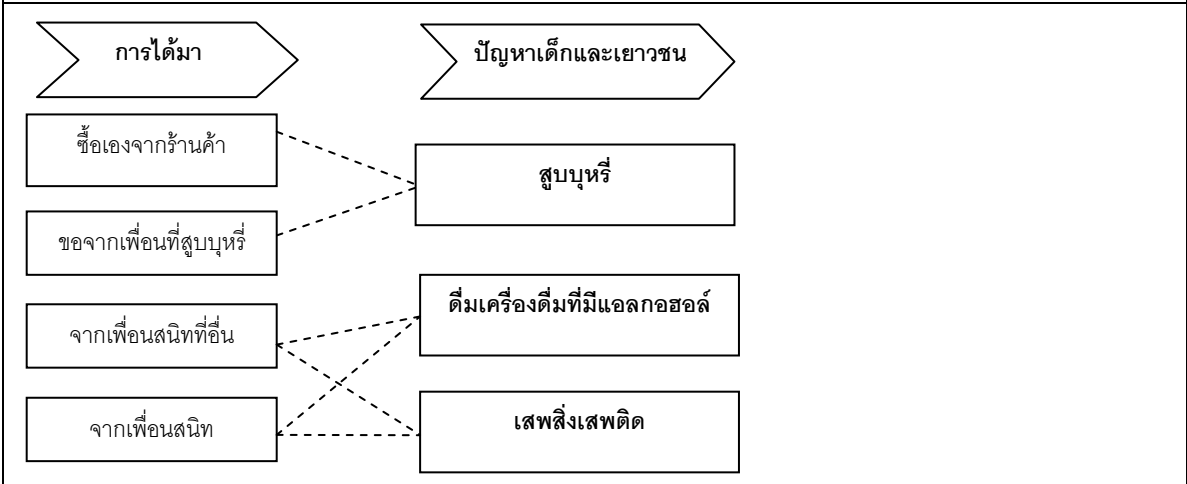 การได้มา
ปัญหาเด็กและเยาวชน
ซื้อเองจากร้านค้า
สูบบุหรี่
ขอจากเพื่อนที่สูบบุหรี่
ดื่มเครื่องดื่มที่มีแอลกอฮอล์
จากเพื่อนสนิทที่อื่น
เสพสิ่งเสพติด
จากเพื่อนสนิท